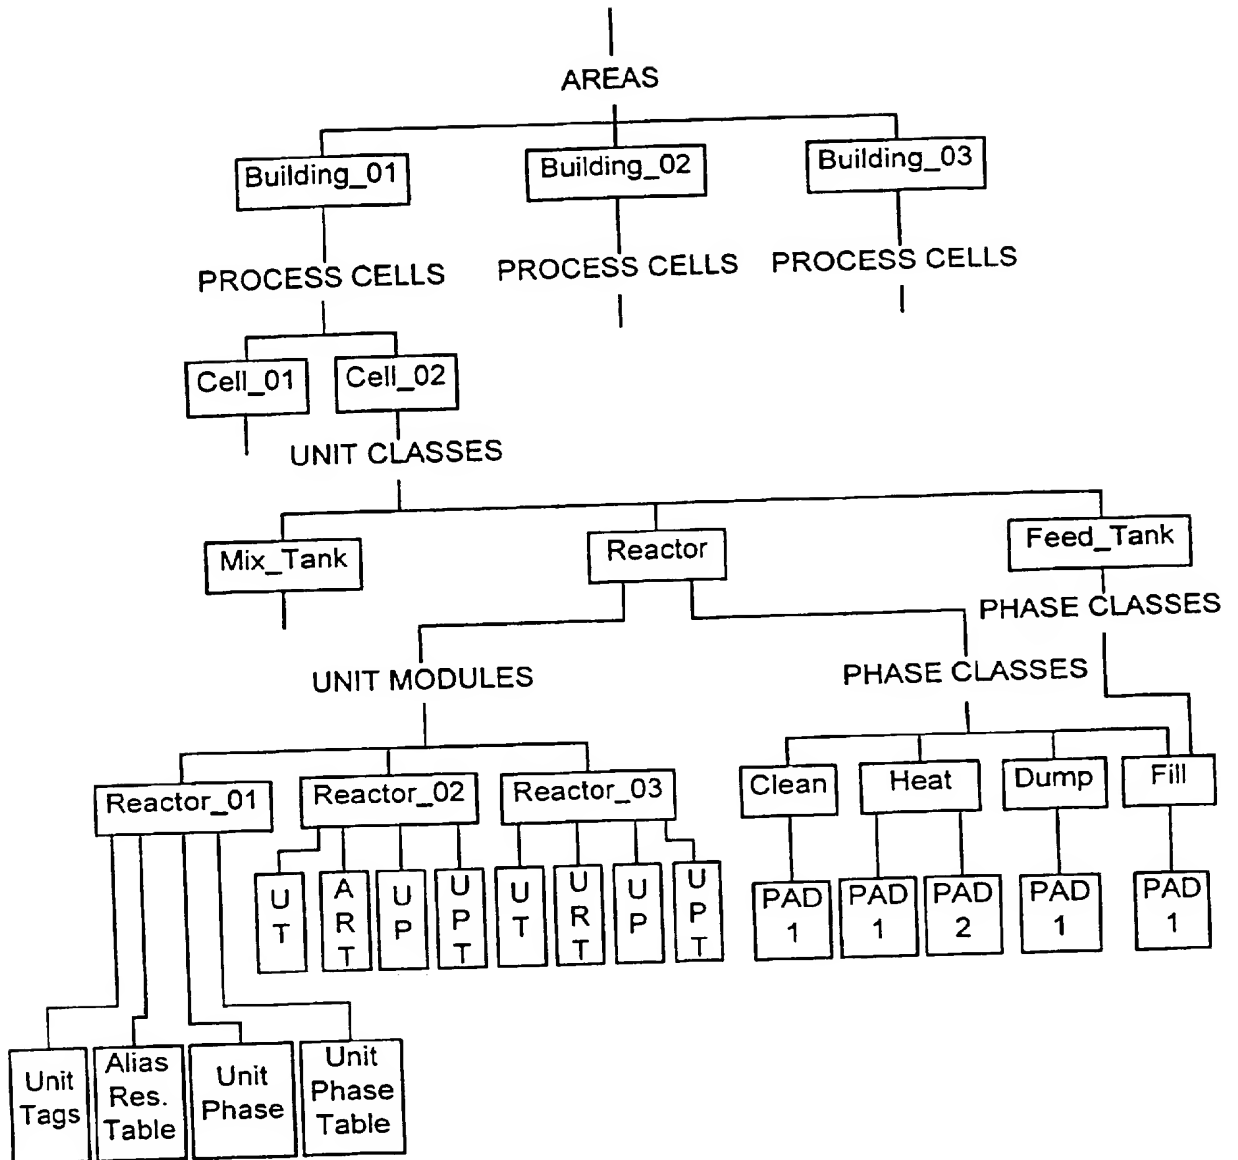 AREAS
Building_01
Building_02
Building_03
PROCESS CELLS
PROCESS CELLS
PROCESS CELLS
Cell_01
Cell_02
UNIT CLASSES
Mix_Tank
Reactor
Feed_Tank
PHASE CLASSES
UNIT MODULES
PHASE CLASSES
Reactor_01
Reactor_02
Reactor_03
Clean
Heat
Dump
Fill
U
T
A
R
T
U
P
U
P
T
U
T
U
R
T
U
P
U
P
T
PAD
1
PAD
1
PAD
2
PAD
1
PAD
1
Unit
Tags
Alias
Res.
Table
Unit
Phase
Unit
Phase
Table